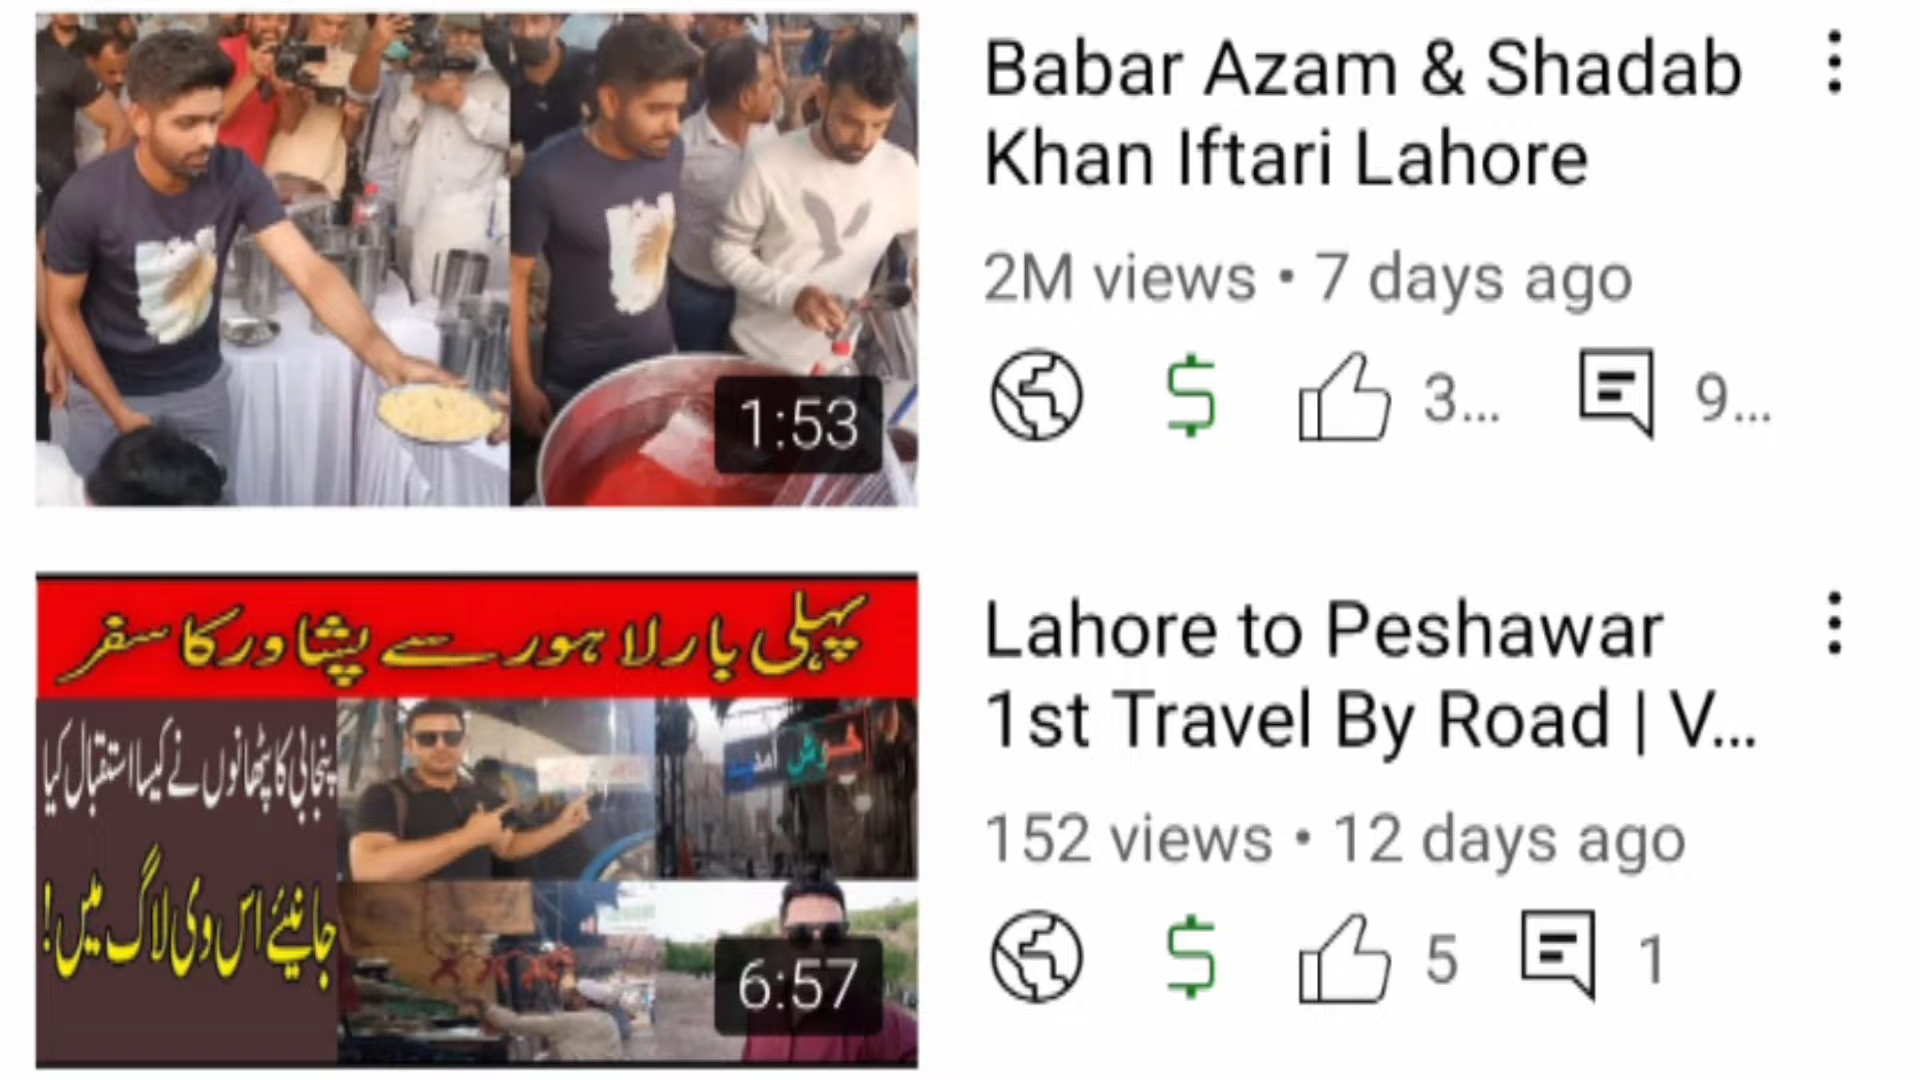 Babar Azam & Shadab
Khan Iftari Lahore
2M views • 7 days ago
3...
9...
1:53
پہلی بار لاہور سے پشاور کا سفر
پنجابی کا پٹھانوں نے کیسا استقبال کیا
جانیئے اس وی لاگ میں!
خوش آمدید
6:57
Lahore to Peshawar
1st Travel By Road | V...
152 views • 12 days ago
5
1